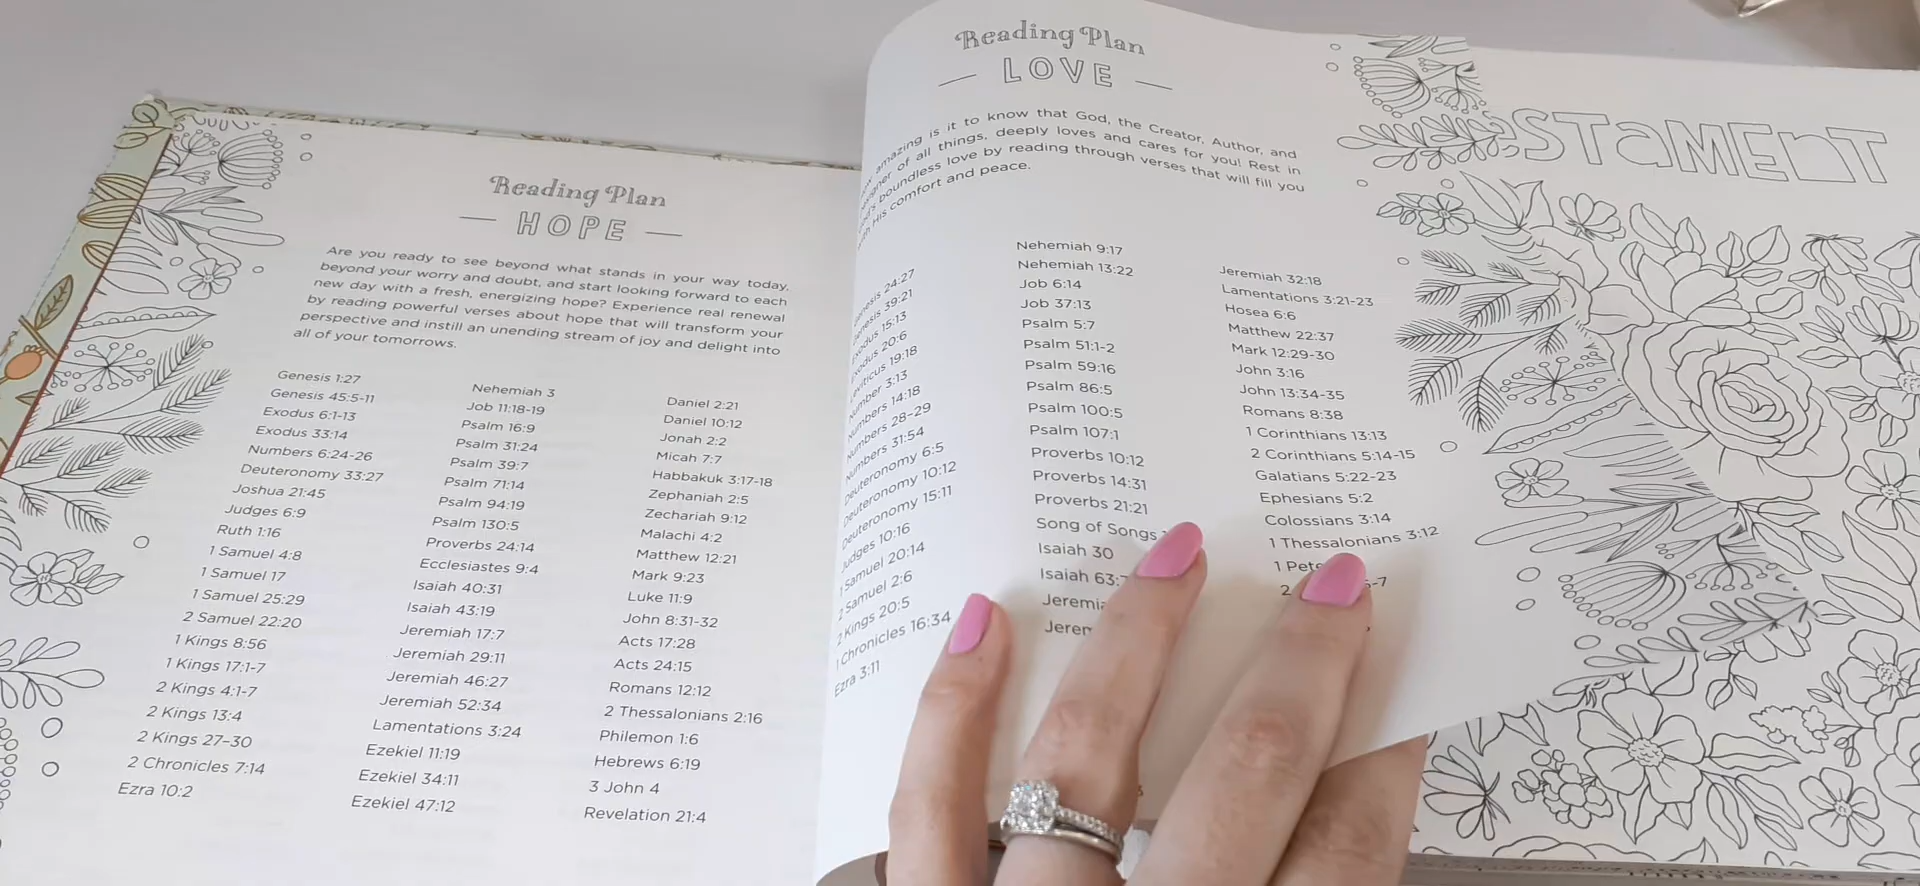 Reading Plan
HOPE
Are you ready to see beyond what stands in your way today,
beyond your worry and doubt, and start looking forward to each
new day with a fresh, energizing hope? Experience real renewal
by reading powerful verses about hope that will transform your
perspective and instill an unending stream of joy and delight into
all of your tomorrows.
Genesis 1:27
Genesis 45:5-11
Exodus 6:1-13
Exodus 33:14
Numbers 6:24-26
Deuteronomy 33:27
Joshua 21:45
Judges 6:9
Ruth 1:16
1 Samuel 4:8
1 Samuel 17
1 Samuel 25:29
2 Samuel 22:20
1 Kings 8:56
1 Kings 17:1-7
2 Kings 4:1-7
2 Kings 13:4
2 Kings 27–30
2 Chronicles 7:14
Ezra 10:2
Nehemiah 3
Job 11:18-19
Psalm 16:9
Psalm 31:24
Psalm 39:7
Psalm 71:14
Psalm 94:19
Psalm 130:5
Proverbs 24:14
Ecclesiastes 9:4
Isaiah 40:31
Isaiah 43:19
Jeremiah 17:7
Jeremiah 29:11
Jeremiah 46:27
Jeremiah 52:34
Lamentations 3:24
Ezekiel 11:19
Ezekiel 34:11
Ezekiel 47:12
Daniel 2:21
Daniel 10:12
Jonah 2:2
Micah 7:7
Habbakuk 3:17-18
Zephaniah 2:5
Zechariah 9:12
Malachi 4:2
Matthew 12:21
Mark 9:23
Luke 11:9
John 8:31-32
Acts 17:28
Acts 24:15
Romans 12:12
2 Thessalonians 2:16
Philemon 1:6
Hebrews 6:19
3 John 4
Revelation 21:4
Reading Plan
LOVE
amazing is it to know that God, the Creator, Author, and
of all things, deeply loves and cares for you! Rest in
boundless love by reading through verses that will fill you
His comfort and peace.
Genesis 24:27
Genesis 39:21
Exodus 15:13
Exodus 20:6
Leviticus 19:18
Number 3:13
Numbers 14:18
Numbers 28–29
Numbers 31:54
Deuteronomy 6:5
Deuteronomy 10:12
Deuteronomy 15:11
Judges 10:16
1 Samuel 20:14
2 Samuel 2:6
2 Kings 20:5
1 Chronicles 16:34
Ezra 3:11
Nehemiah 9:17
Nehemiah 13:22
Job 6:14
Job 37:13
Psalm 5:7
Psalm 51:1-2
Psalm 59:16
Psalm 86:5
Psalm 100:5
Psalm 107:1
Proverbs 10:12
Proverbs 14:31
Proverbs 21:21
Song of Songs
Isaiah 30
Isaiah 63:7
Jeremia
Jerem
Jeremiah 32:18
Lamentations 3:21-23
Hosea 6:6
Matthew 22:37
Mark 12:29-30
John 3:16
John 13:34-35
Romans 8:38
1 Corinthians 13:13
2 Corinthians 5:14-15
Galatians 5:22-23
Ephesians 5:2
Colossians 3:14
1 Thessalonians 3:12
1 Pete
2
-7
STaMEnT